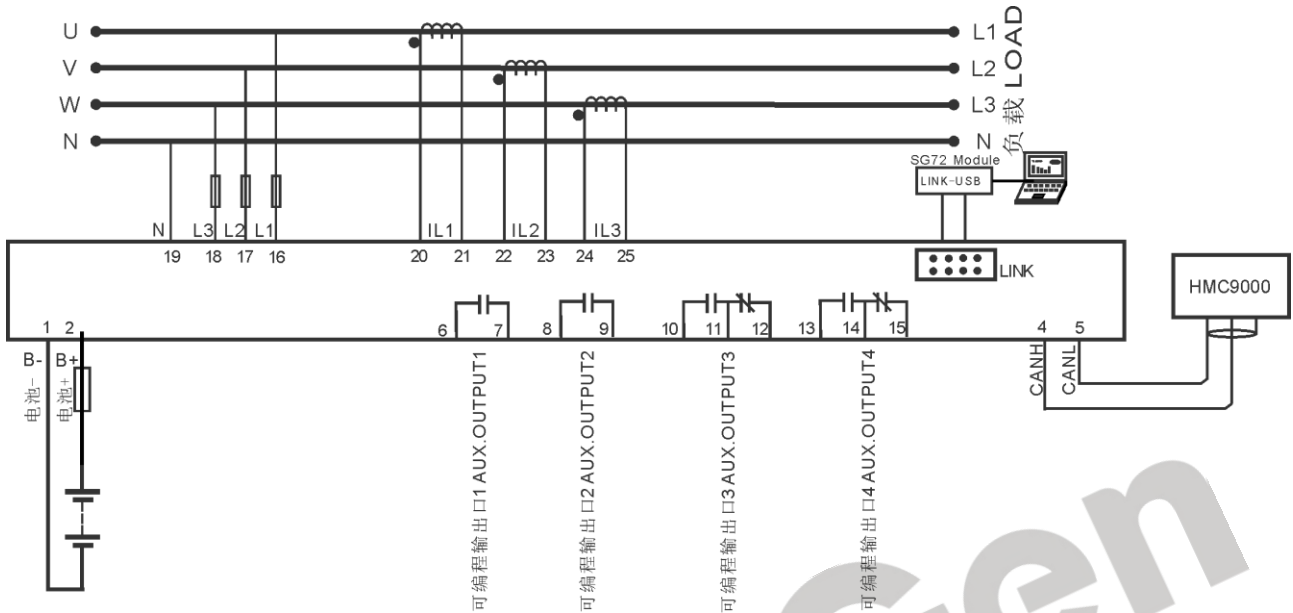 U L1
V L2
W L3
N N
负载 LOAD
SG72 Module
LINK-USB
N L3 L2 L1 IL1 IL2 IL3
19 18 17 16 20 21 22 23 24 25
LINK
HMC9000
1 2 6 7 8 9 10 11 12 13 14 15 4 5
B- B+
电池- 电池+
CANH CANL
可编程输出口1 AUX.OUTPUT1
可编程输出口2 AUX.OUTPUT2
可编程输出口3 AUX.OUTPUT3
可编程输出口4 AUX.OUTPUT4
Gen